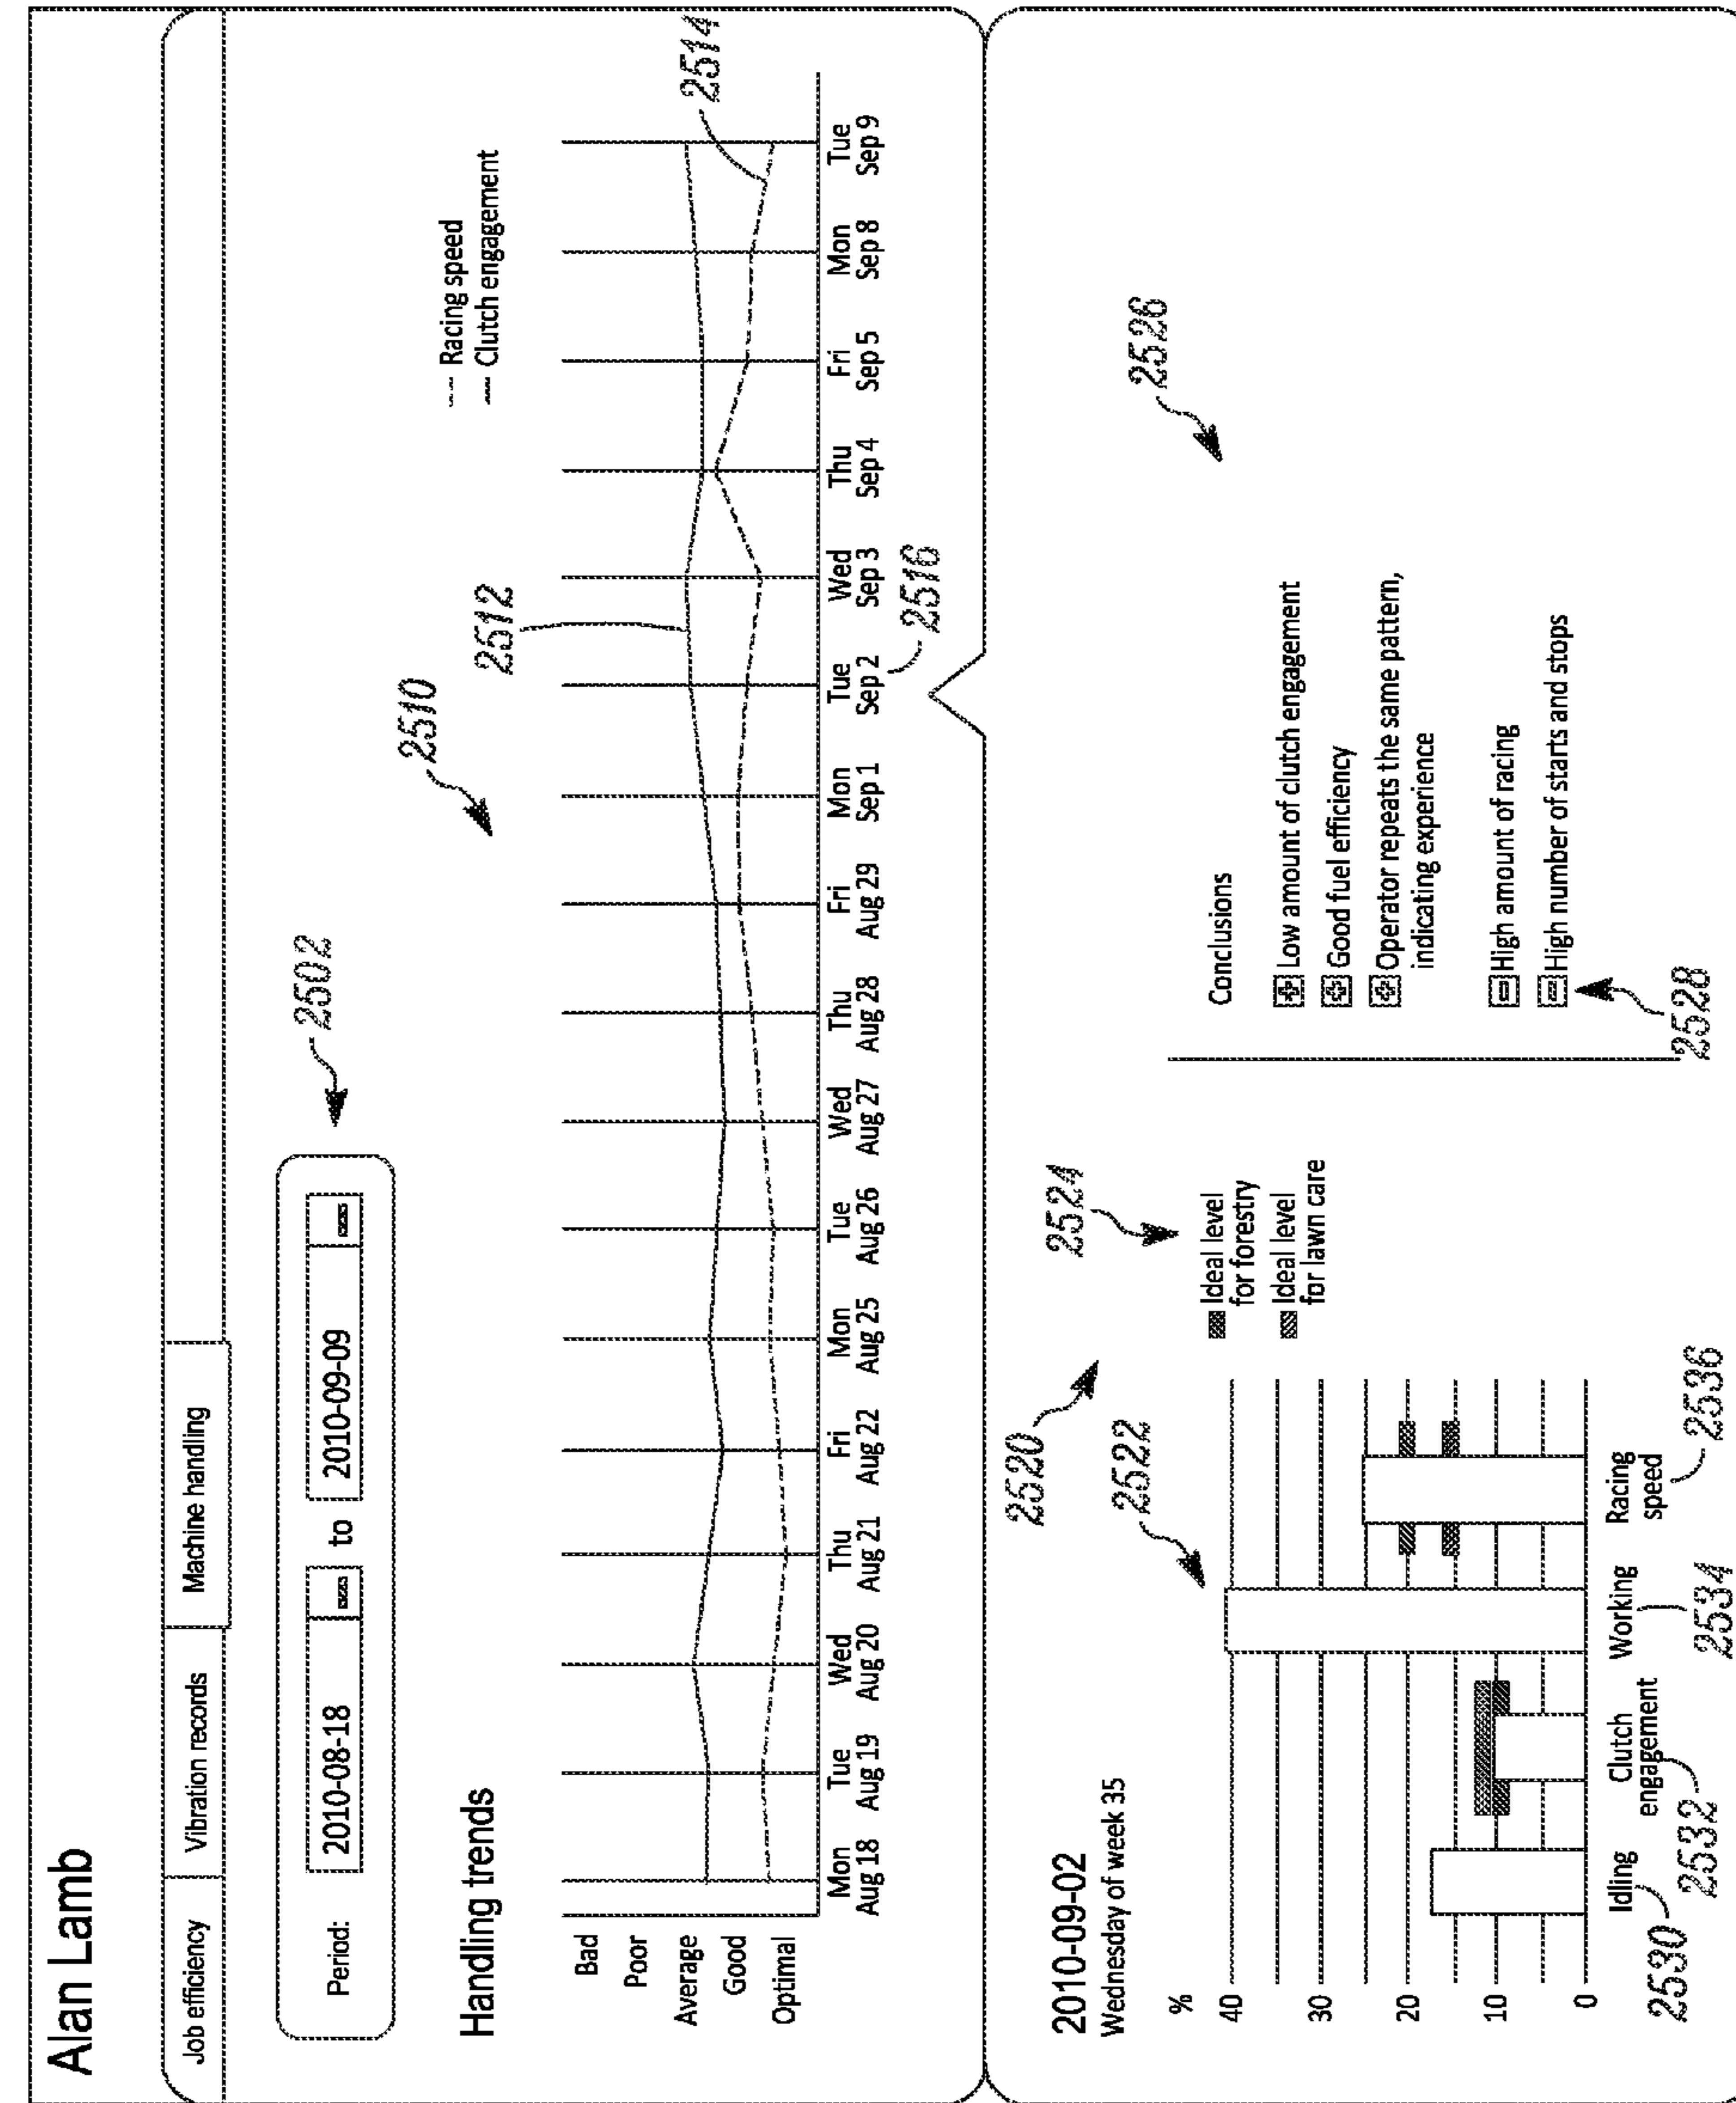 Alan Lamb
Job efficiency
Vibration records
Machine handling
Period:
2010-08-18
to
2010-09-09
2502
Handling trends
2510
Racing speed
Clutch engagement
2512
2514
Bad
Poor
Average
Good
Optimal
Mon
Aug 18
Tue
Aug 19
Wed
Aug 20
Thu
Aug 21
Fri
Aug 22
Mon
Aug 25
Tue
Aug 26
Wed
Aug 27
Thu
Aug 28
Fri
Aug 29
Mon
Sep 1
Tue
Sep 2
Wed
Sep 3
Thu
Sep 4
Fri
Sep 5
Mon
Sep 8
Tue
Sep 9
2516
2010-09-02
Wednesday of week 35
2520
2522
2524
2526
%
40
30
20
10
0
Idling
Clutch
engagement
Working
Racing
speed
2530
2532
2534
2536
Ideal level
for forestry
Ideal level
for lawn care
Conclusions
Low amount of clutch engagement
Good fuel efficiency
Operator repeats the same pattern,
indicating experience
High amount of racing
High number of starts and stops
2528